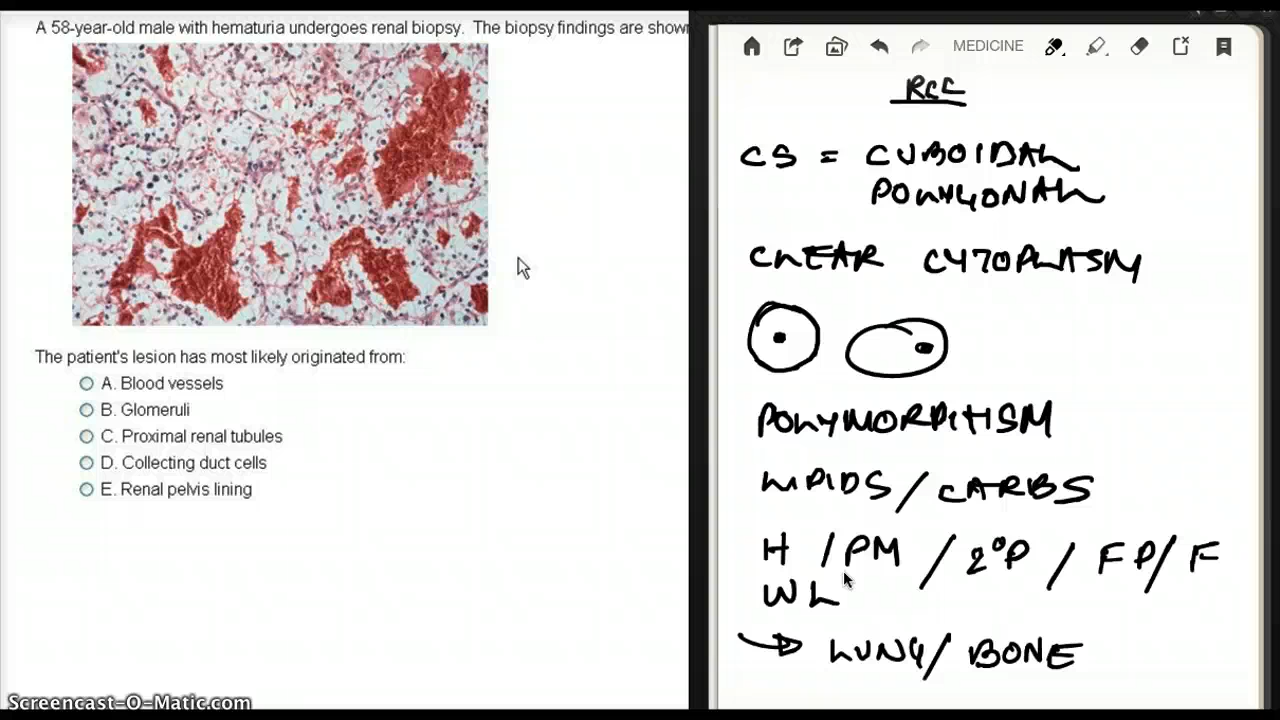 A 58-year-old male with hematuria undergoes renal biopsy. The biopsy findings are shown
The patient's lesion has most likely originated from:
A. Blood vessels
B. Glomeruli
C. Proximal renal tubules
D. Collecting duct cells
E. Renal pelvis lining
MEDICINE
RCC
CS = CUBOIDAL
POLYGONAL
CLEAR CYTOPLASM
POLYMORPHISM
LIPIDS / CARBS
H / PM / 2°P / FP / F
WL
→ LUNG / BONE
Screencast-O-Matic.com